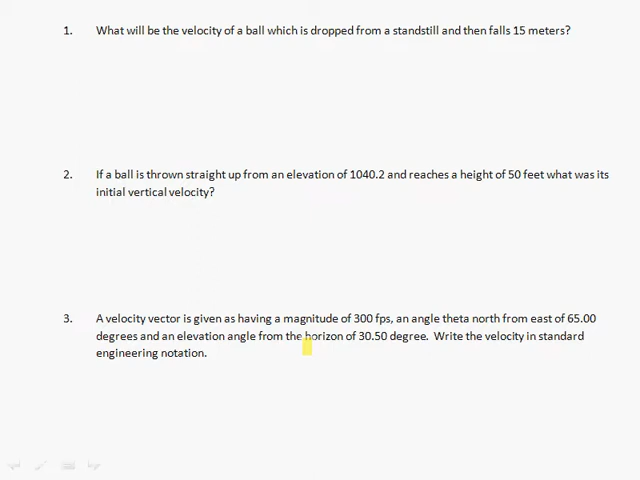 1. What will be the velocity of a ball which is dropped from a standstill and then falls 15 meters?
2. If a ball is thrown straight up from an elevation of 1040.2 and reaches a height of 50 feet what was its
initial vertical velocity?
3. A velocity vector is given as having a magnitude of 300 fps, an angle theta north from east of 65.00
degrees and an elevation angle from the horizon of 30.50 degree. Write the velocity in standard
engineering notation.